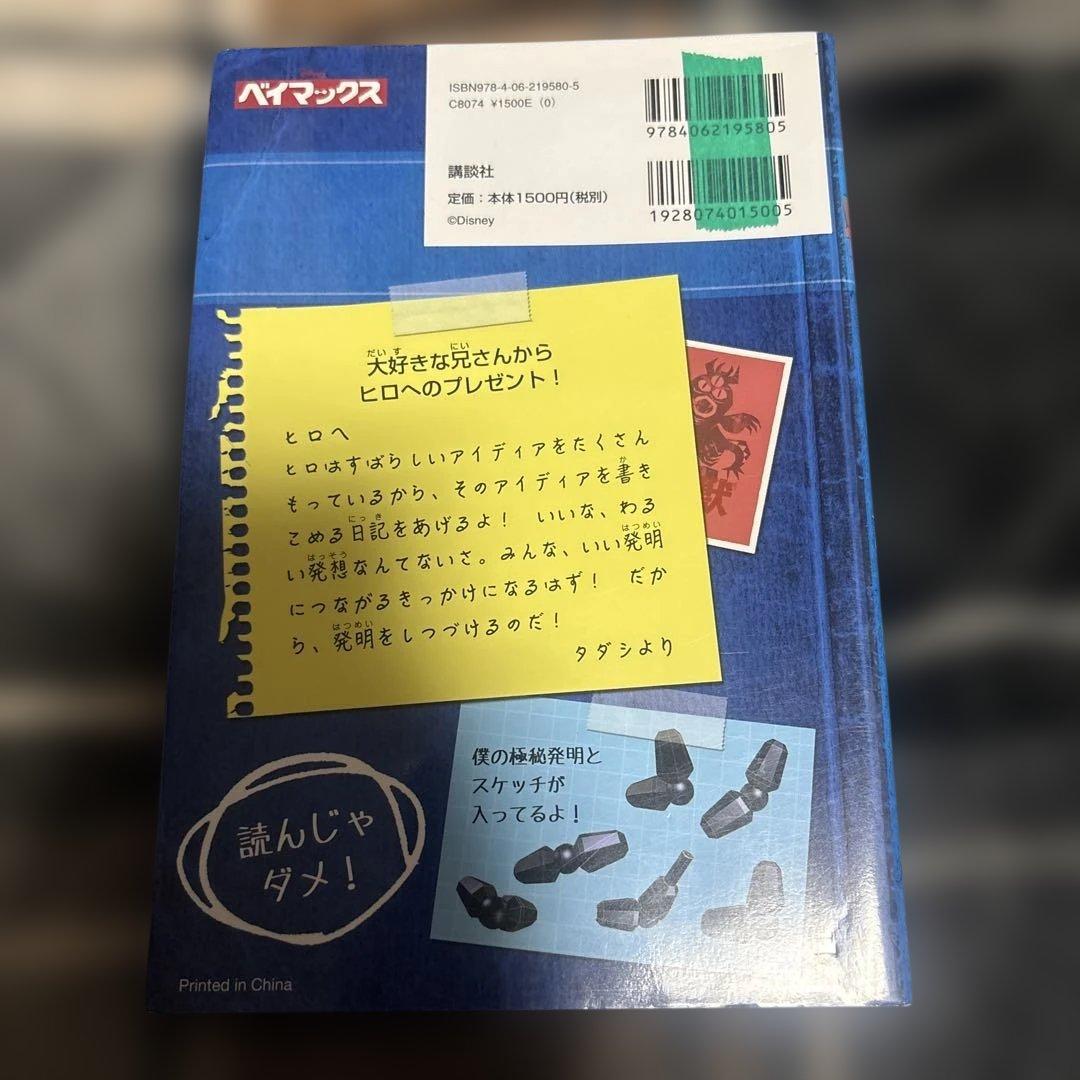 ベイマックス
ISBN978-4-06-219580-5
C8074 ¥1500E (0)
9784062195805
講談社
定価：本体1500円(税別)
©Disney
1928074015005
大好きな兄さんから
ヒロへのプレゼント！
ヒロへ
ヒロはすばらしいアイディアをたくさん
もっているから、そのアイディアを書き
こめる日記をあげるよ！　いいな、わる
い発想なんてないさ。みんな、いい発明
につながるきっかけになるはず！　だか
ら、発明をしつづけるのだ！
タダシより
僕の極秘発明と
スケッチが
入ってるよ！
読んじゃ
ダメ！
Printed in China